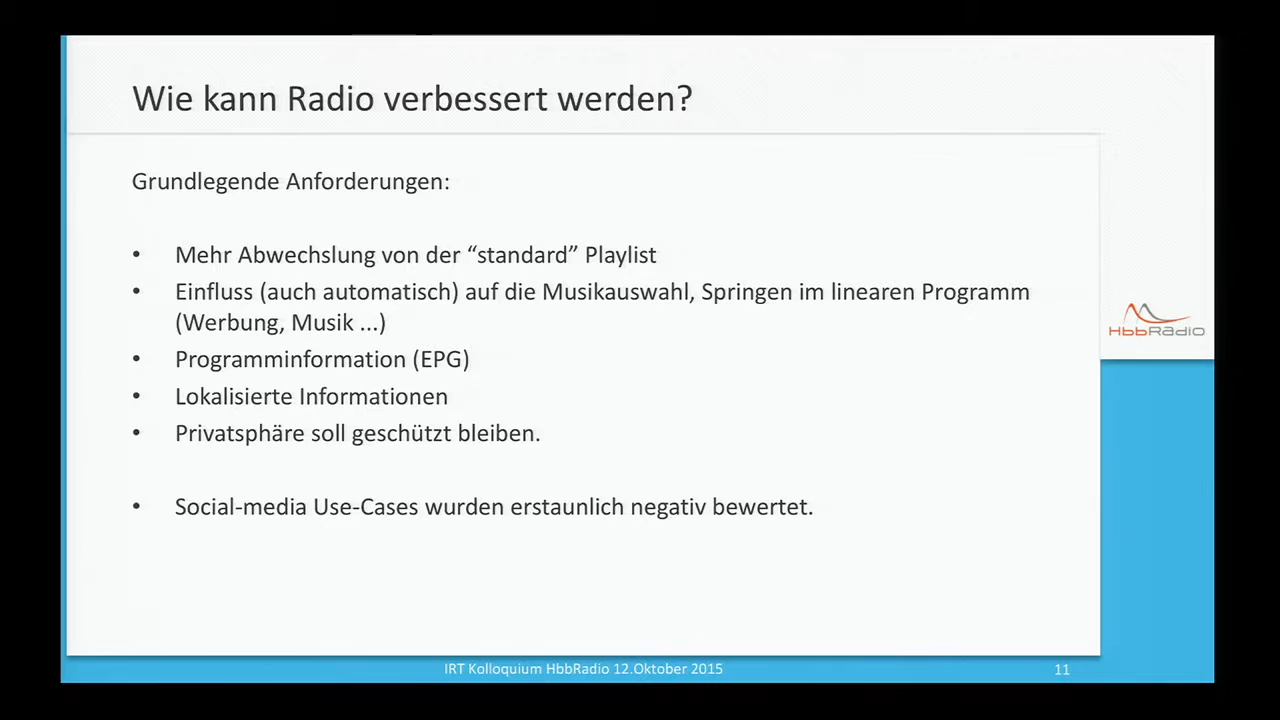 Wie kann Radio verbessert werden?
Grundlegende Anforderungen:
• Mehr Abwechslung von der “standard” Playlist
• Einfluss (auch automatisch) auf die Musikauswahl, Springen im linearen Programm
(Werbung, Musik ...)
• Programminformation (EPG)
• Lokalisierte Informationen
• Privatsphäre soll geschützt bleiben.
• Social-media Use-Cases wurden erstaunlich negativ bewertet.
HbbRadio
IRT Kolloquium HbbRadio 12.Oktober 2015
11